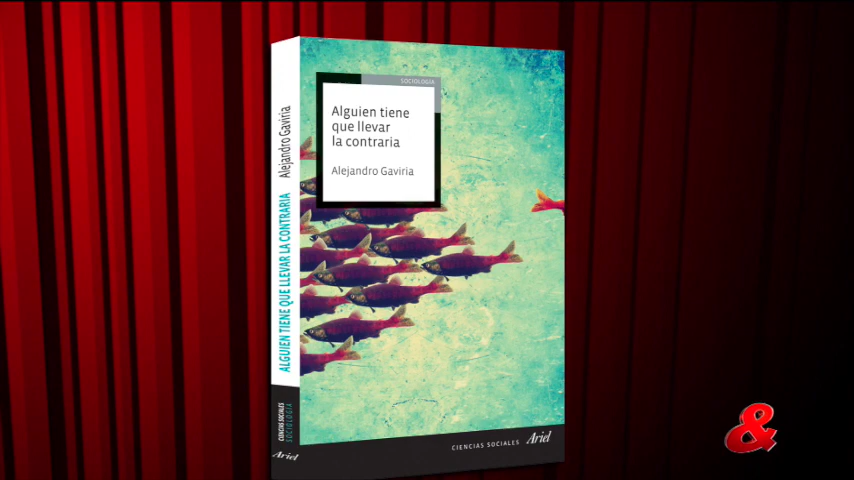 SOCIOLOGÍA
Alguien tiene
que llevar
la contraria
Alejandro Gaviria
ALGUIEN TIENE QUE LLEVAR LA CONTRARIA Alejandro Gaviria
CIENCIAS SOCIALES
SOCIOLOGÍA
Ariel
CIENCIAS SOCIALES Ariel
&